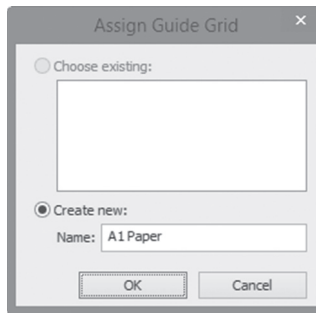 Assign Guide Grid
Choose existing:
Create new:
Name: A1 Paper
OK Cancel